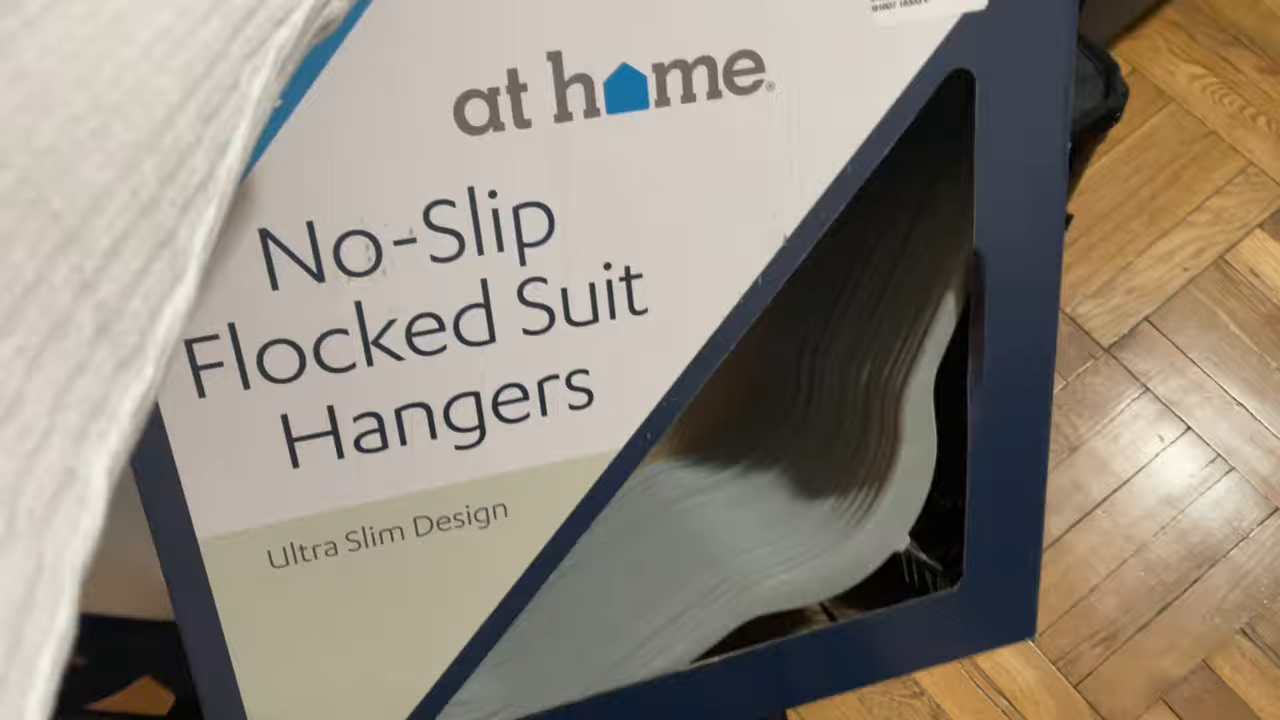 at home
No-Slip
Flocked Suit
Hangers
Ultra Slim Design